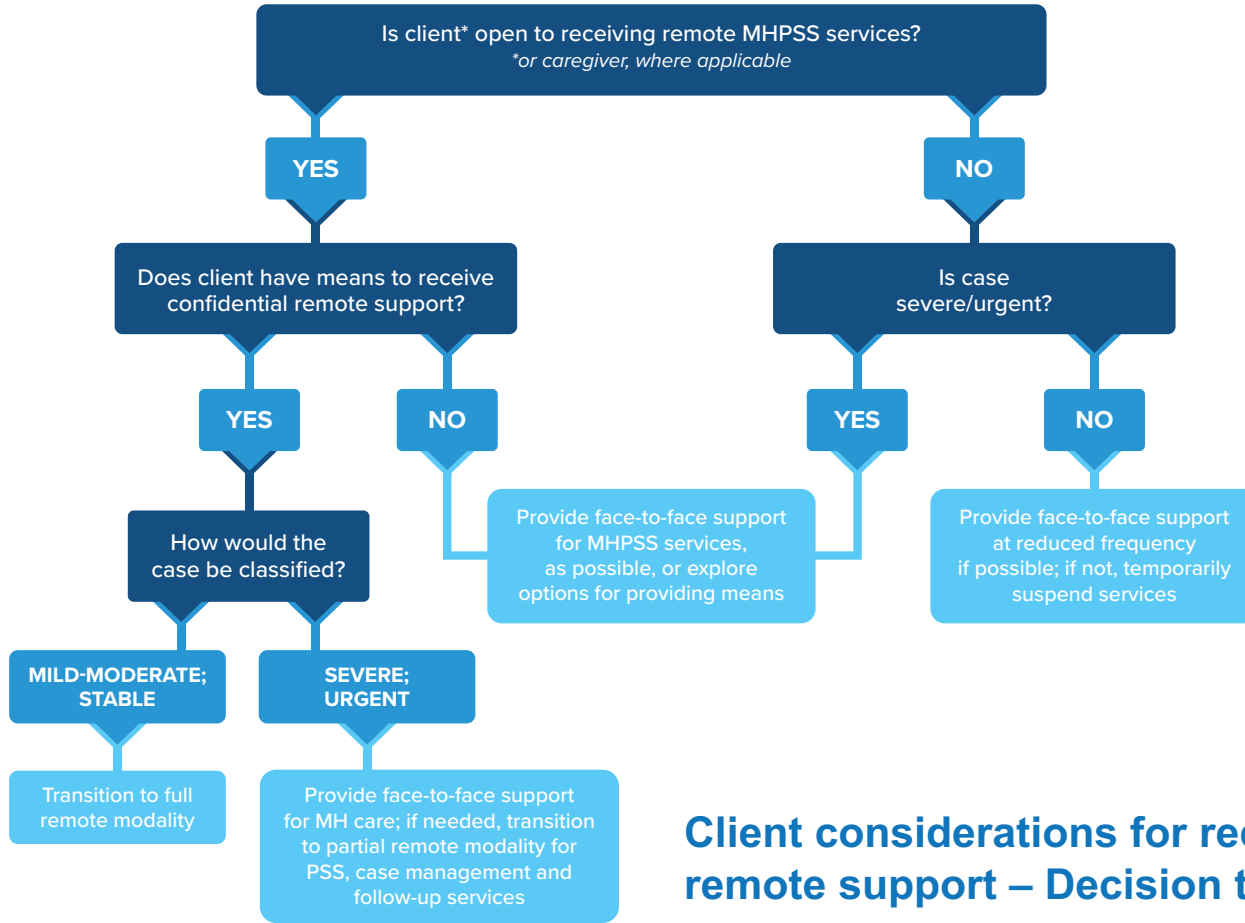 Is client* open to receiving remote MHPSS services?
*or caregiver, where applicable
YES
NO
Does client have means to receive
confidential remote support?
Is case
severe/urgent?
YES
NO
YES
NO
How would the
case be classified?
Provide face-to-face support
for MHPSS services,
as possible, or explore
options for providing means
Provide face-to-face support
at reduced frequency
if possible; if not, temporarily
suspend services
MILD-MODERATE;
STABLE
SEVERE;
URGENT
Transition to full
remote modality
Provide face-to-face support
for MH care; if needed, transition
to partial remote modality for
PSS, case management and
follow-up services
Client considerations for
remote support – Decision